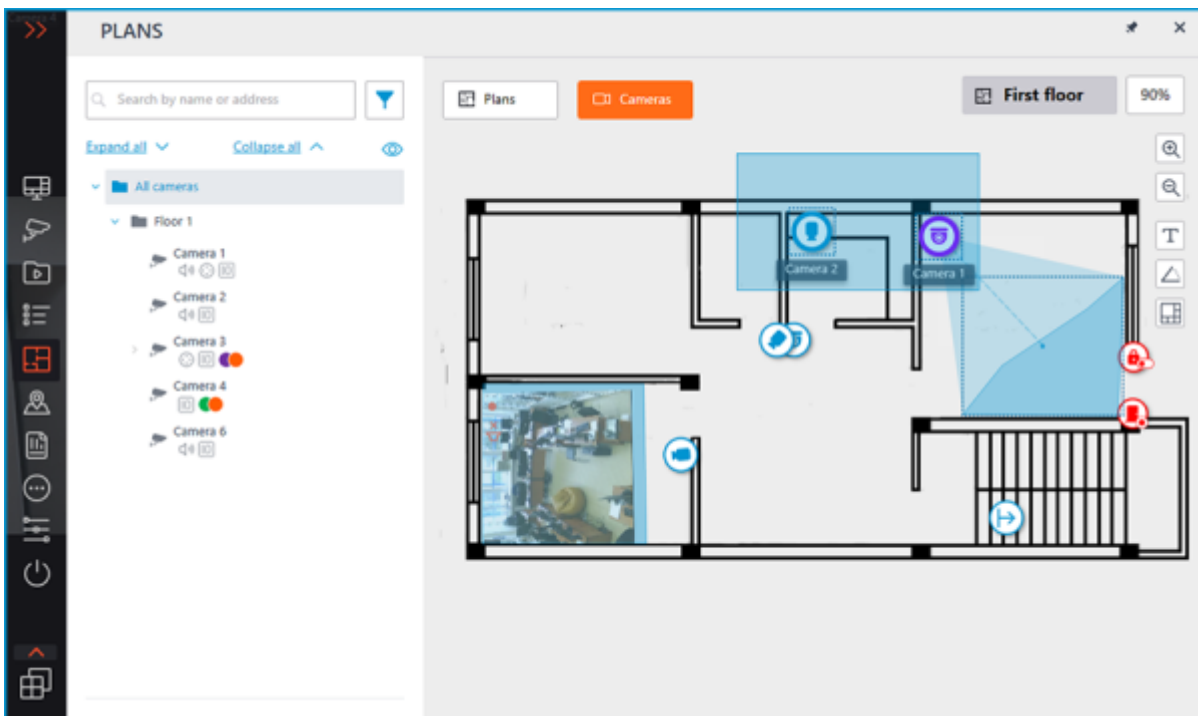 PLANS
Search by name or address
Expand all
Collapse all
All cameras
Floor 1
Camera 1
Camera 2
Camera 3
Camera 4
Camera 6
Plans
Cameras
First floor
90%
T
Camera 2
Camera 1